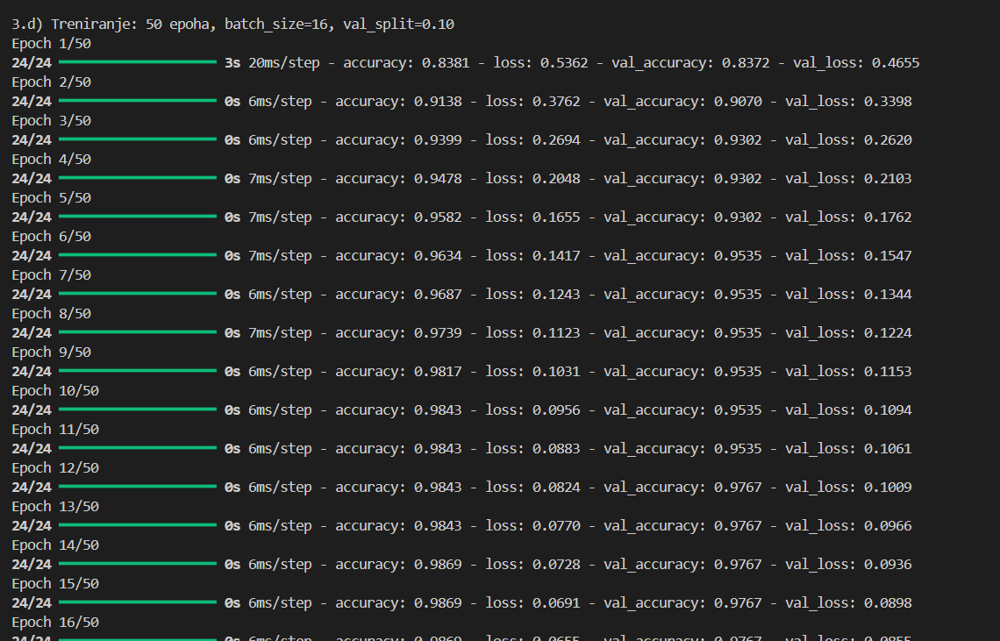 3.d) Treniranje: 50 epoha, batch_size=16, val_split=0.10
Epoch 1/50
24/24 3s 20ms/step - accuracy: 0.8381 - loss: 0.5362 - val_accuracy: 0.8372 - val_loss: 0.4655
Epoch 2/50
24/24 0s 6ms/step - accuracy: 0.9138 - loss: 0.3762 - val_accuracy: 0.9070 - val_loss: 0.3398
Epoch 3/50
24/24 0s 6ms/step - accuracy: 0.9399 - loss: 0.2694 - val_accuracy: 0.9302 - val_loss: 0.2620
Epoch 4/50
24/24 0s 7ms/step - accuracy: 0.9478 - loss: 0.2048 - val_accuracy: 0.9302 - val_loss: 0.2103
Epoch 5/50
24/24 0s 7ms/step - accuracy: 0.9582 - loss: 0.1655 - val_accuracy: 0.9302 - val_loss: 0.1762
Epoch 6/50
24/24 0s 7ms/step - accuracy: 0.9634 - loss: 0.1417 - val_accuracy: 0.9535 - val_loss: 0.1547
Epoch 7/50
24/24 0s 6ms/step - accuracy: 0.9687 - loss: 0.1243 - val_accuracy: 0.9535 - val_loss: 0.1344
Epoch 8/50
24/24 0s 7ms/step - accuracy: 0.9739 - loss: 0.1123 - val_accuracy: 0.9535 - val_loss: 0.1224
Epoch 9/50
24/24 0s 6ms/step - accuracy: 0.9817 - loss: 0.1031 - val_accuracy: 0.9535 - val_loss: 0.1153
Epoch 10/50
24/24 0s 6ms/step - accuracy: 0.9843 - loss: 0.0956 - val_accuracy: 0.9535 - val_loss: 0.1094
Epoch 11/50
24/24 0s 6ms/step - accuracy: 0.9843 - loss: 0.0883 - val_accuracy: 0.9535 - val_loss: 0.1061
Epoch 12/50
24/24 0s 6ms/step - accuracy: 0.9843 - loss: 0.0824 - val_accuracy: 0.9767 - val_loss: 0.1009
Epoch 13/50
24/24 0s 6ms/step - accuracy: 0.9843 - loss: 0.0770 - val_accuracy: 0.9767 - val_loss: 0.0966
Epoch 14/50
24/24 0s 6ms/step - accuracy: 0.9869 - loss: 0.0728 - val_accuracy: 0.9767 - val_loss: 0.0936
Epoch 15/50
24/24 0s 6ms/step - accuracy: 0.9869 - loss: 0.0691 - val_accuracy: 0.9767 - val_loss: 0.0898
Epoch 16/50
24/24 0s 6ms/step - accuracy: 0.9869 - loss: 0.0655 - val_accuracy: 0.9767 - val_loss: 0.0855